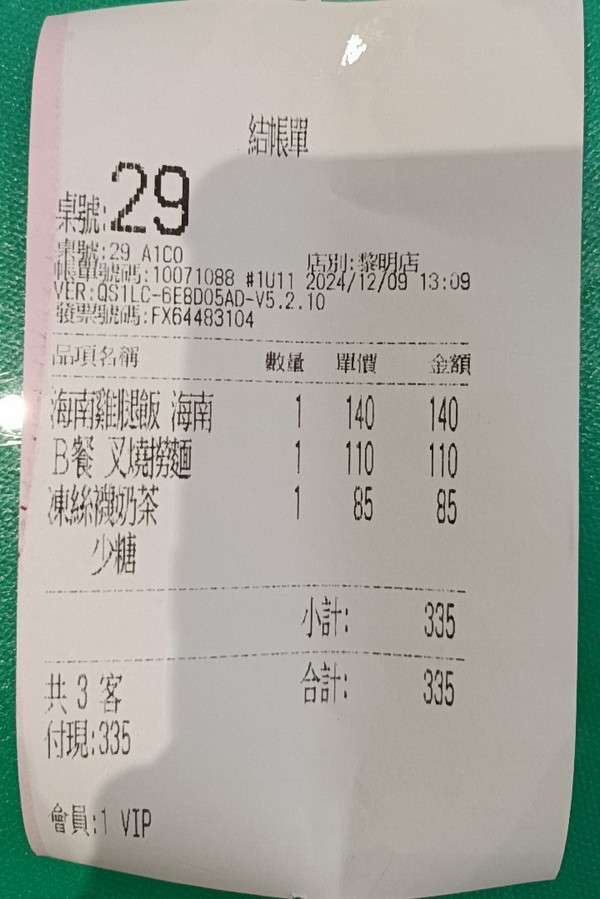 結帳單
桌號:29
桌號:29 A1CO 店別:黎明店
帳單號碼:10071088 #1U11 2024/12/09 13:09
VER:QS1LC-6E8D05AD-V5.2.10
發票號碼:FX64483104
品項名稱 數量 單價 金額
海南雞腿飯 海南 1 140 140
B餐 叉燒撈麵 1 110 110
凍絲襪奶茶 1 85 85
少糖
小計: 335
共 3 客 合計: 335
付現:335
會員:1 VIP